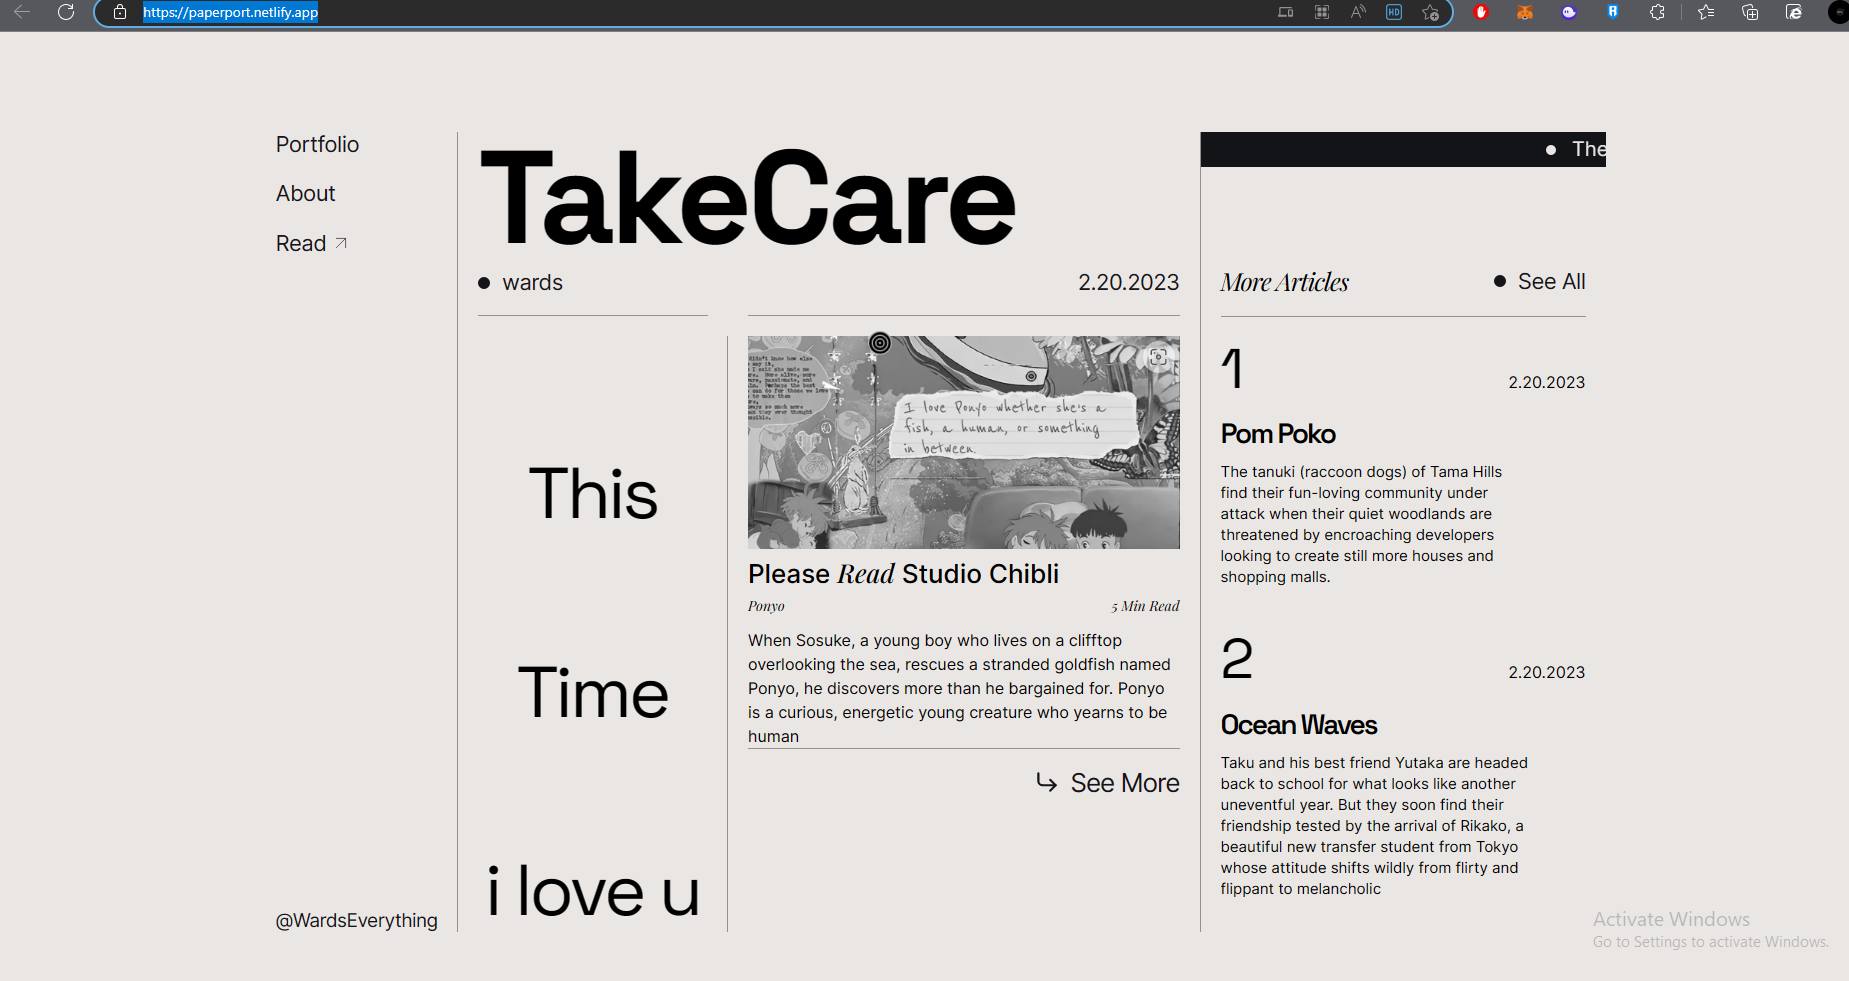 https://paperport.netlify.app
HD
Portfolio
About
Read
@WardsEverything
TakeCare
wards
2.20.2023
This
Time
i love u
I love Ponyo whether she's a
fish, a human, or something
in between.
Please Read Studio Chibli
Ponyo
5 Min Read
When Sosuke, a young boy who lives on a clifftop
overlooking the sea, rescues a stranded goldfish named
Ponyo, he discovers more than he bargained for. Ponyo
is a curious, energetic young creature who yearns to be
human
See More
The
More Articles
See All
1
2.20.2023
Pom Poko
The tanuki (raccoon dogs) of Tama Hills
find their fun-loving community under
attack when their quiet woodlands are
threatened by encroaching developers
looking to create still more houses and
shopping malls.
2
2.20.2023
Ocean Waves
Taku and his best friend Yutaka are headed
back to school for what looks like another
uneventful year. But they soon find their
friendship tested by the arrival of Rikako, a
beautiful new transfer student from Tokyo
whose attitude shifts wildly from flirty and
flippant to melancholic
Activate Windows
Go to Settings to activate Windows.